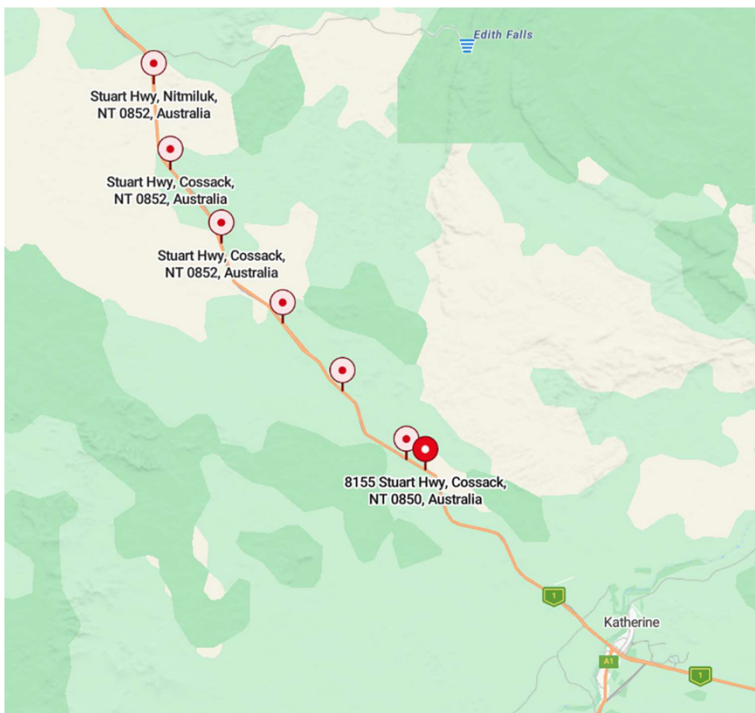 Edith Falls
Stuart Hwy, Nitmiluk,
NT 0852, Australia
Stuart Hwy, Cossack,
NT 0852, Australia
Stuart Hwy, Cossack,
NT 0852, Australia
8155 Stuart Hwy, Cossack,
NT 0850, Australia
1
Katherine
A1
1